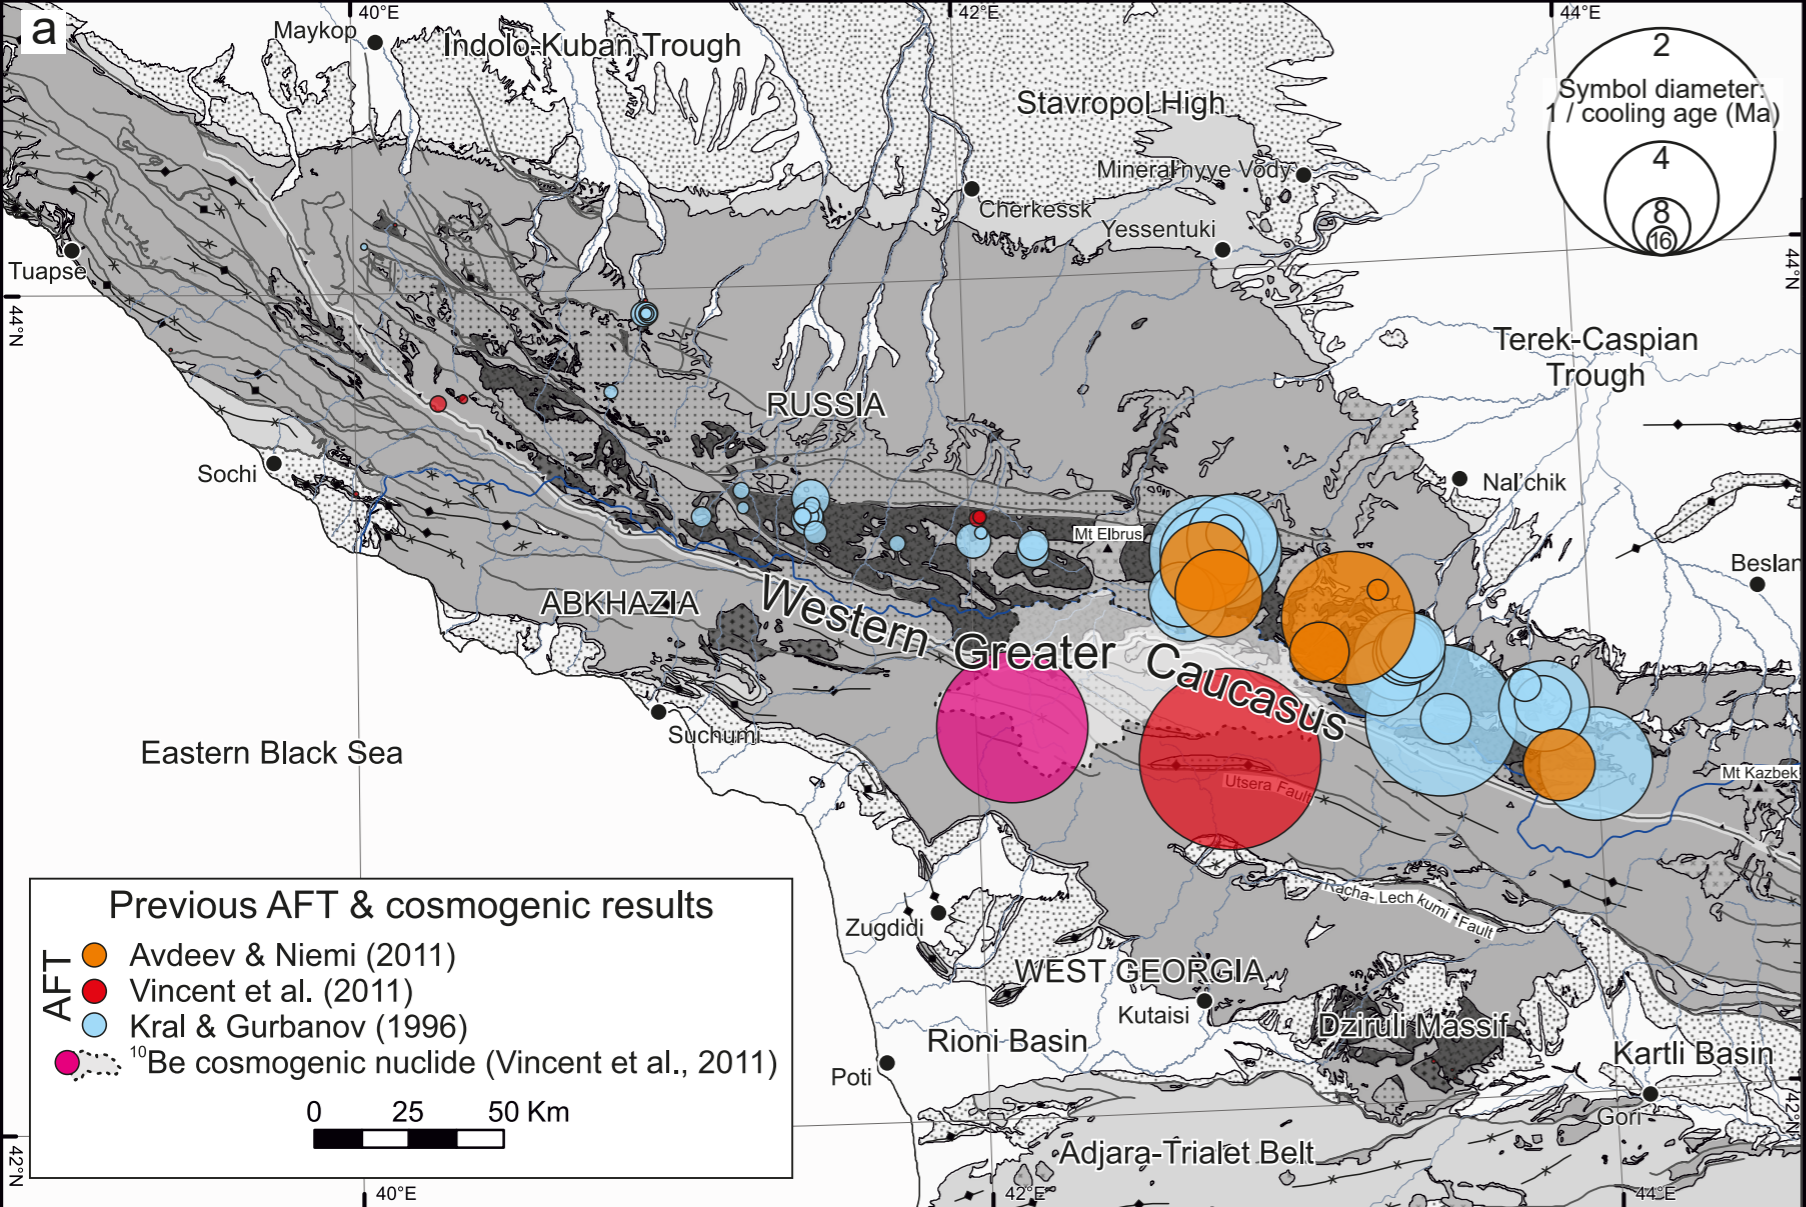 a
40°E
42°E
44°E
Maykop
Indolo-Kuban Trough
2
Symbol diameter:
1 / cooling age (Ma)
4
8
16
Stavropol High
Mineral'nyye Vody
Cherkessk
Yessentuki
Tuapse
44°N
44°N
Terek-Caspian
Trough
RUSSIA
Sochi
Nal'chik
Mt Elbrus
Beslan
ABKHAZIA
Western Greater Caucasus
Suchumi
Eastern Black Sea
Utsera Fault
Mt Kazbek
Racha- Lech kumi Fault
Previous AFT & cosmogenic results
AFT
Avdeev & Niemi (2011)
Vincent et al. (2011)
Kral & Gurbanov (1996)
10Be cosmogenic nuclide (Vincent et al., 2011)
0 25 50 Km
Zugdidi
WEST GEORGIA
Kutaisi
Dziruli Massif
Rioni Basin
Kartli Basin
Poti
Gori
Adjara-Trialet Belt
42°N
42°N
40°E
42°E
44°E